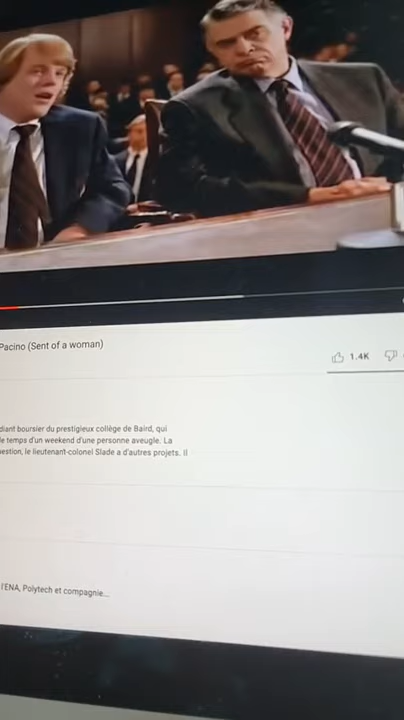 Pacino (Sent of a woman)
1.4K
diant boursier du prestigieux collège de Baird, qui
le temps d'un weekend d'une personne aveugle. La
uestion, le lieutenant-colonel Slade a d'autres projets. Il
l'ENA, Polytech et compagnie...